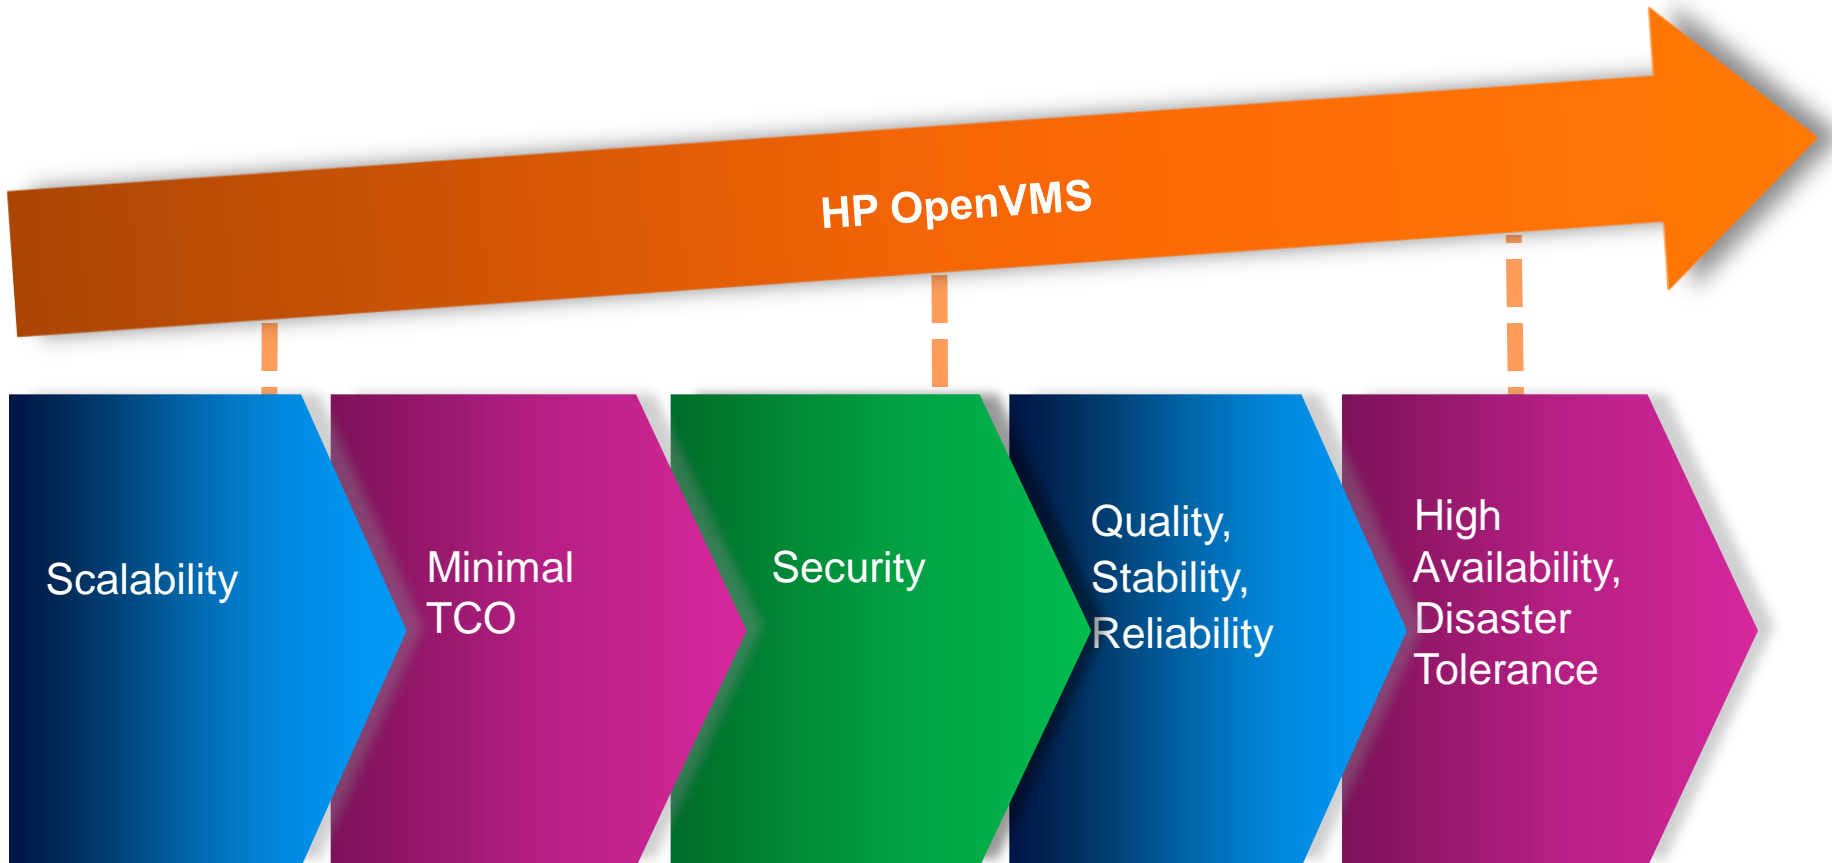 HP OpenVMS
Scalability
Minimal
TCO
Security
Quality,
Stability,
Reliability
High
Availability,
Disaster
Tolerance